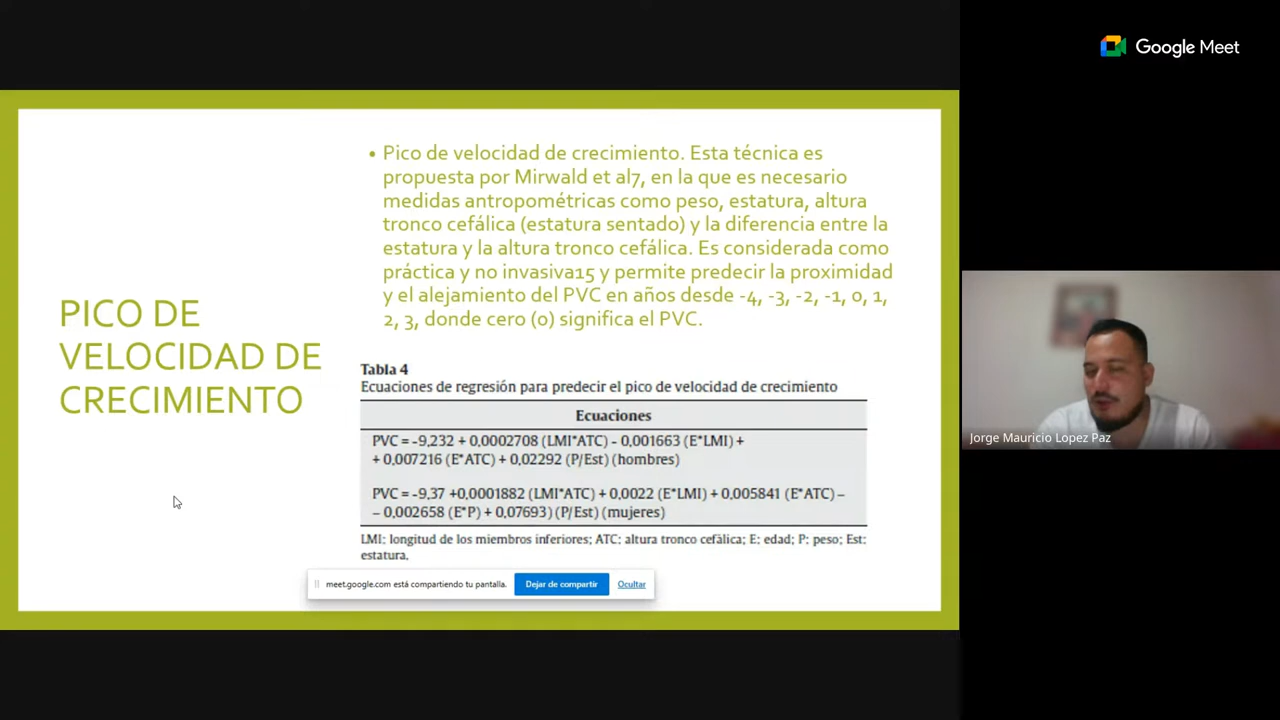 Google Meet
• Pico de velocidad de crecimiento. Esta técnica es
propuesta por Mirwald et al7, en la que es necesario
medidas antropométricas como peso, estatura, altura
tronco cefálica (estatura sentado) y la diferencia entre la
estatura y la altura tronco cefálica. Es considerada como
práctica y no invasiva15 y permite predecir la proximidad
y el alejamiento del PVC en años desde -4, -3, -2, -1, 0, 1,
2, 3, donde cero (0) significa el PVC.
PICO DE
VELOCIDAD DE
CRECIMIENTO
Tabla 4
Ecuaciones de regresión para predecir el pico de velocidad de crecimiento
Ecuaciones
PVC = -9,232 + 0,0002708 (LMI*ATC) - 0,001663 (E*LMI) +
+ 0,007216 (E*ATC) + 0,02292 (P/Est) (hombres)
PVC = -9,37 +0,0001882 (LMI*ATC) + 0,0022 (E*LMI) + 0,005841 (E*ATC) –
– 0,002658 (E*P) + 0,07693) (P/Est) (mujeres)
LMI: longitud de los miembros inferiores; ATC: altura tronco cefálica; E: edad; P: peso; Est:
estatura.
meet.google.com está compartiendo tu pantalla.
Dejar de compartir
Ocultar
Jorge Mauricio Lopez Paz